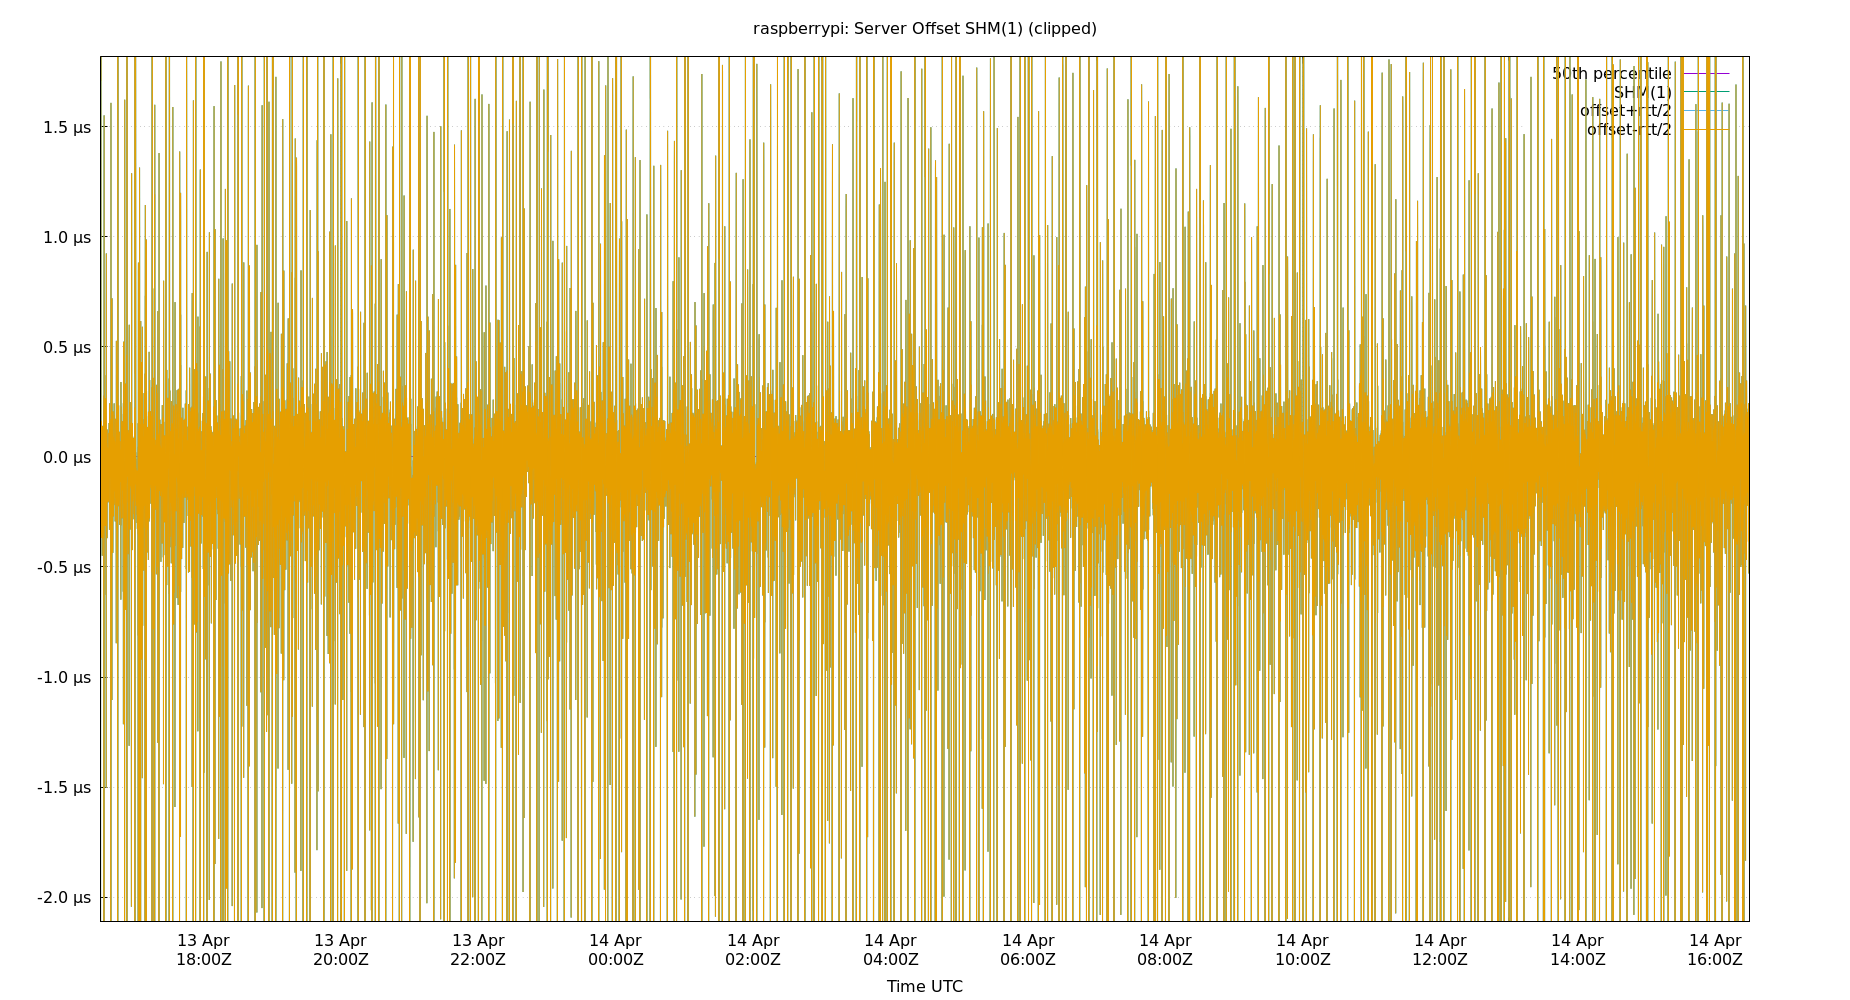 raspberrypi: Server Offset SHM(1) (clipped)
50th percentile
SHM(1)
offset+rtt/2
offset-rtt/2
1.5 µs
1.0 µs
0.5 µs
0.0 µs
-0.5 µs
-1.0 µs
-1.5 µs
-2.0 µs
13 Apr 13 Apr 13 Apr 14 Apr 14 Apr 14 Apr 14 Apr 14 Apr 14 Apr 14 Apr 14 Apr 14 Apr
18:00Z 20:00Z 22:00Z 00:00Z 02:00Z 04:00Z 06:00Z 08:00Z 10:00Z 12:00Z 14:00Z 16:00Z
Time UTC